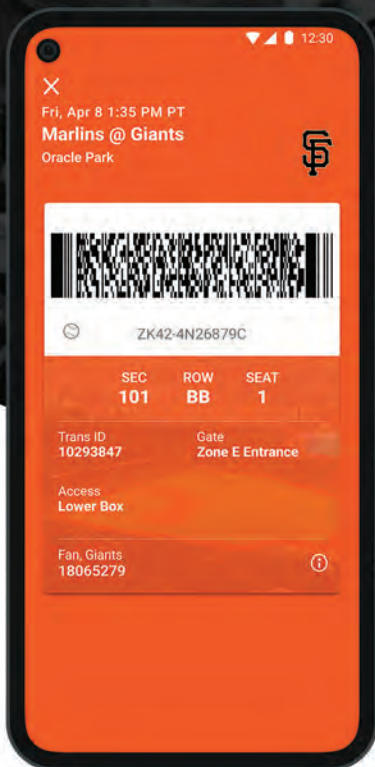 12:30
Fri, Apr 8 1:35 PM PT
Marlins @ Giants
Oracle Park
SF
ZK42-4N26879C
SEC ROW SEAT
101 BB 1
Trans ID Gate
10293847 Zone E Entrance
Access
Lower Box
Fan, Giants
18065279